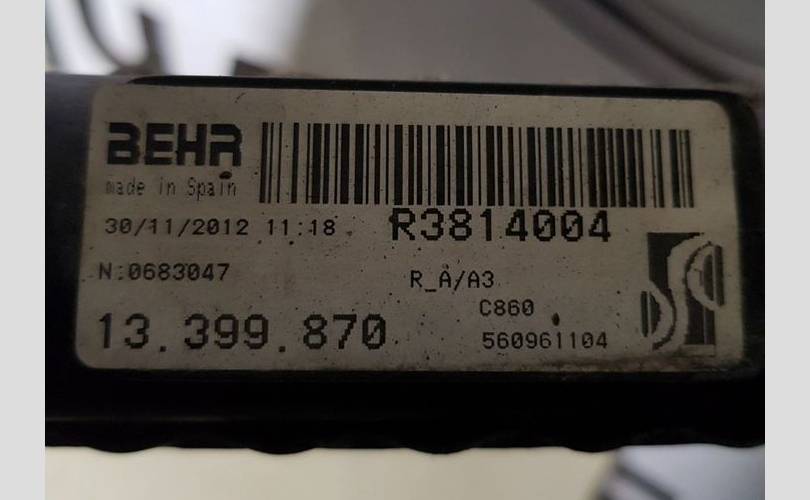 BEHR
made in Spain
30/11/2012 11:18 R3814004
N:0683047 R_A/A3
C860
13.399.870 560961104